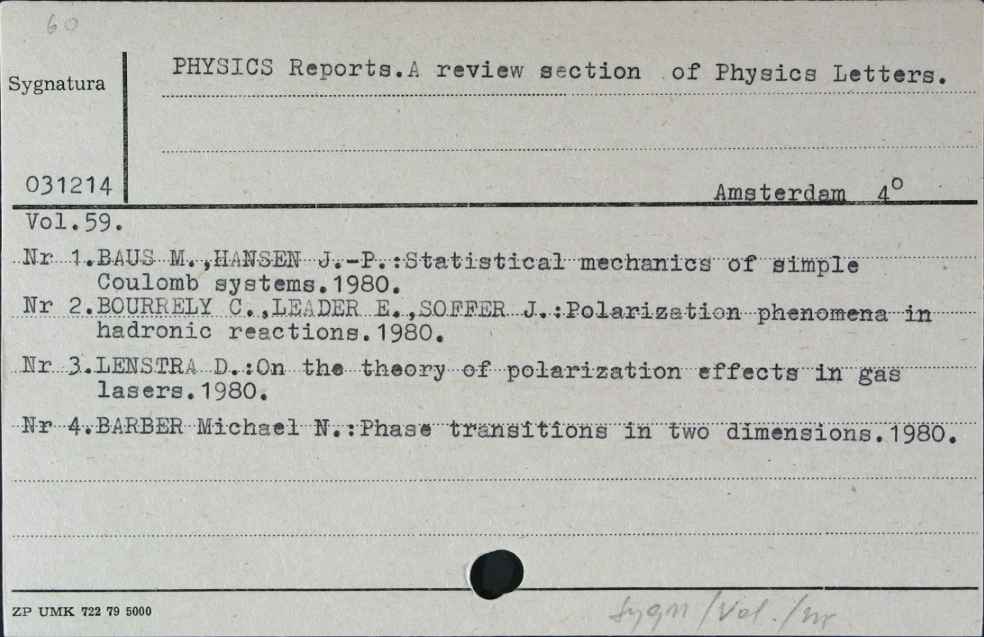 60
Sygnatura
PHYSICS Reports.A review section of Physics Letters.
031214
Amsterdam 4°
Vol.59.
Nr 1.BAUS M.,HANSEN J.-P.:Statistical mechanics of simple
Coulomb systems.1980.
Nr 2.BOURRELY C.,LEADER E.,SOFFER J.:Polarization phenomena in
hadronic reactions.1980.
Nr 3.LENSTRA D.:On the theory of polarization effects in gas
lasers.1980.
Nr 4.BARBER Michael N.:Phase transitions in two dimensions.1980.
ZP UMK 722 79 5000
Sygn/Vol./nr